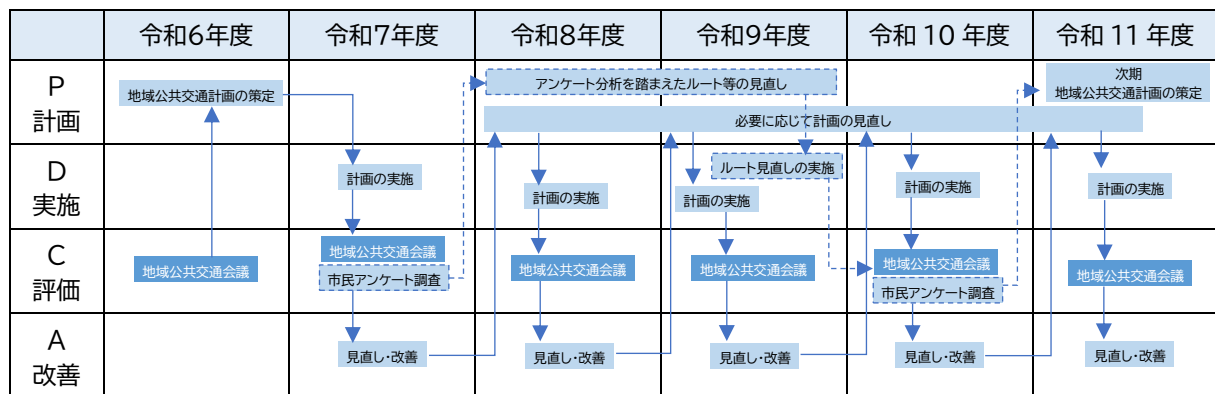 令和6年度 令和7年度 令和8年度 令和9年度 令和 10 年度 令和 11 年度
P
計画
地域公共交通計画の策定
アンケート分析を踏まえたルート等の見直し
次期
地域公共交通計画の策定
必要に応じて計画の見直し
D
実施
計画の実施
計画の実施
ルート見直しの実施
計画の実施
計画の実施
計画の実施
C
評価
地域公共交通会議
地域公共交通会議
市民アンケート調査
地域公共交通会議
地域公共交通会議
地域公共交通会議
市民アンケート調査
地域公共交通会議
A
改善
見直し・改善
見直し・改善
見直し・改善
見直し・改善
見直し・改善